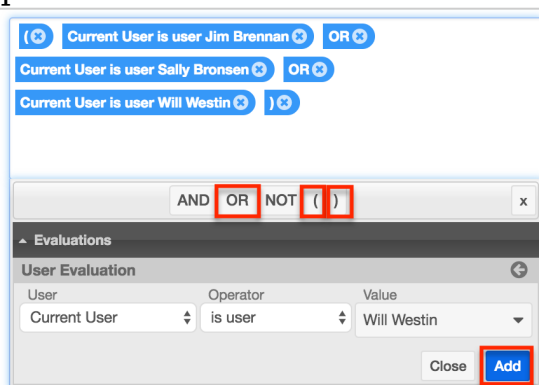 ( Current User is user Jim Brennan OR
Current User is user Sally Bronsen OR
Current User is user Will Westin )
AND OR NOT ( ) x
Evaluations
User Evaluation
User Operator Value
Current User is user Will Westin
Close Add